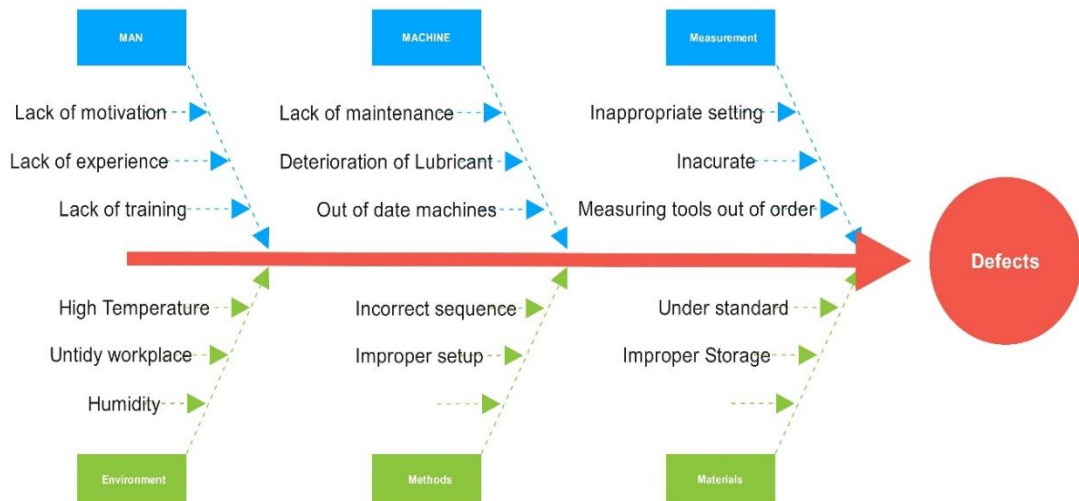 MAN
MACHINE
Measurement
Lack of motivation
Lack of maintenance
Inappropriate setting
Lack of experience
Deterioration of Lubricant
Inacurate
Lack of training
Out of date machines
Measuring tools out of order
Defects
High Temperature
Incorrect sequence
Under standard
Untidy workplace
Improper setup
Improper Storage
Humidity
Environment
Methods
Materials